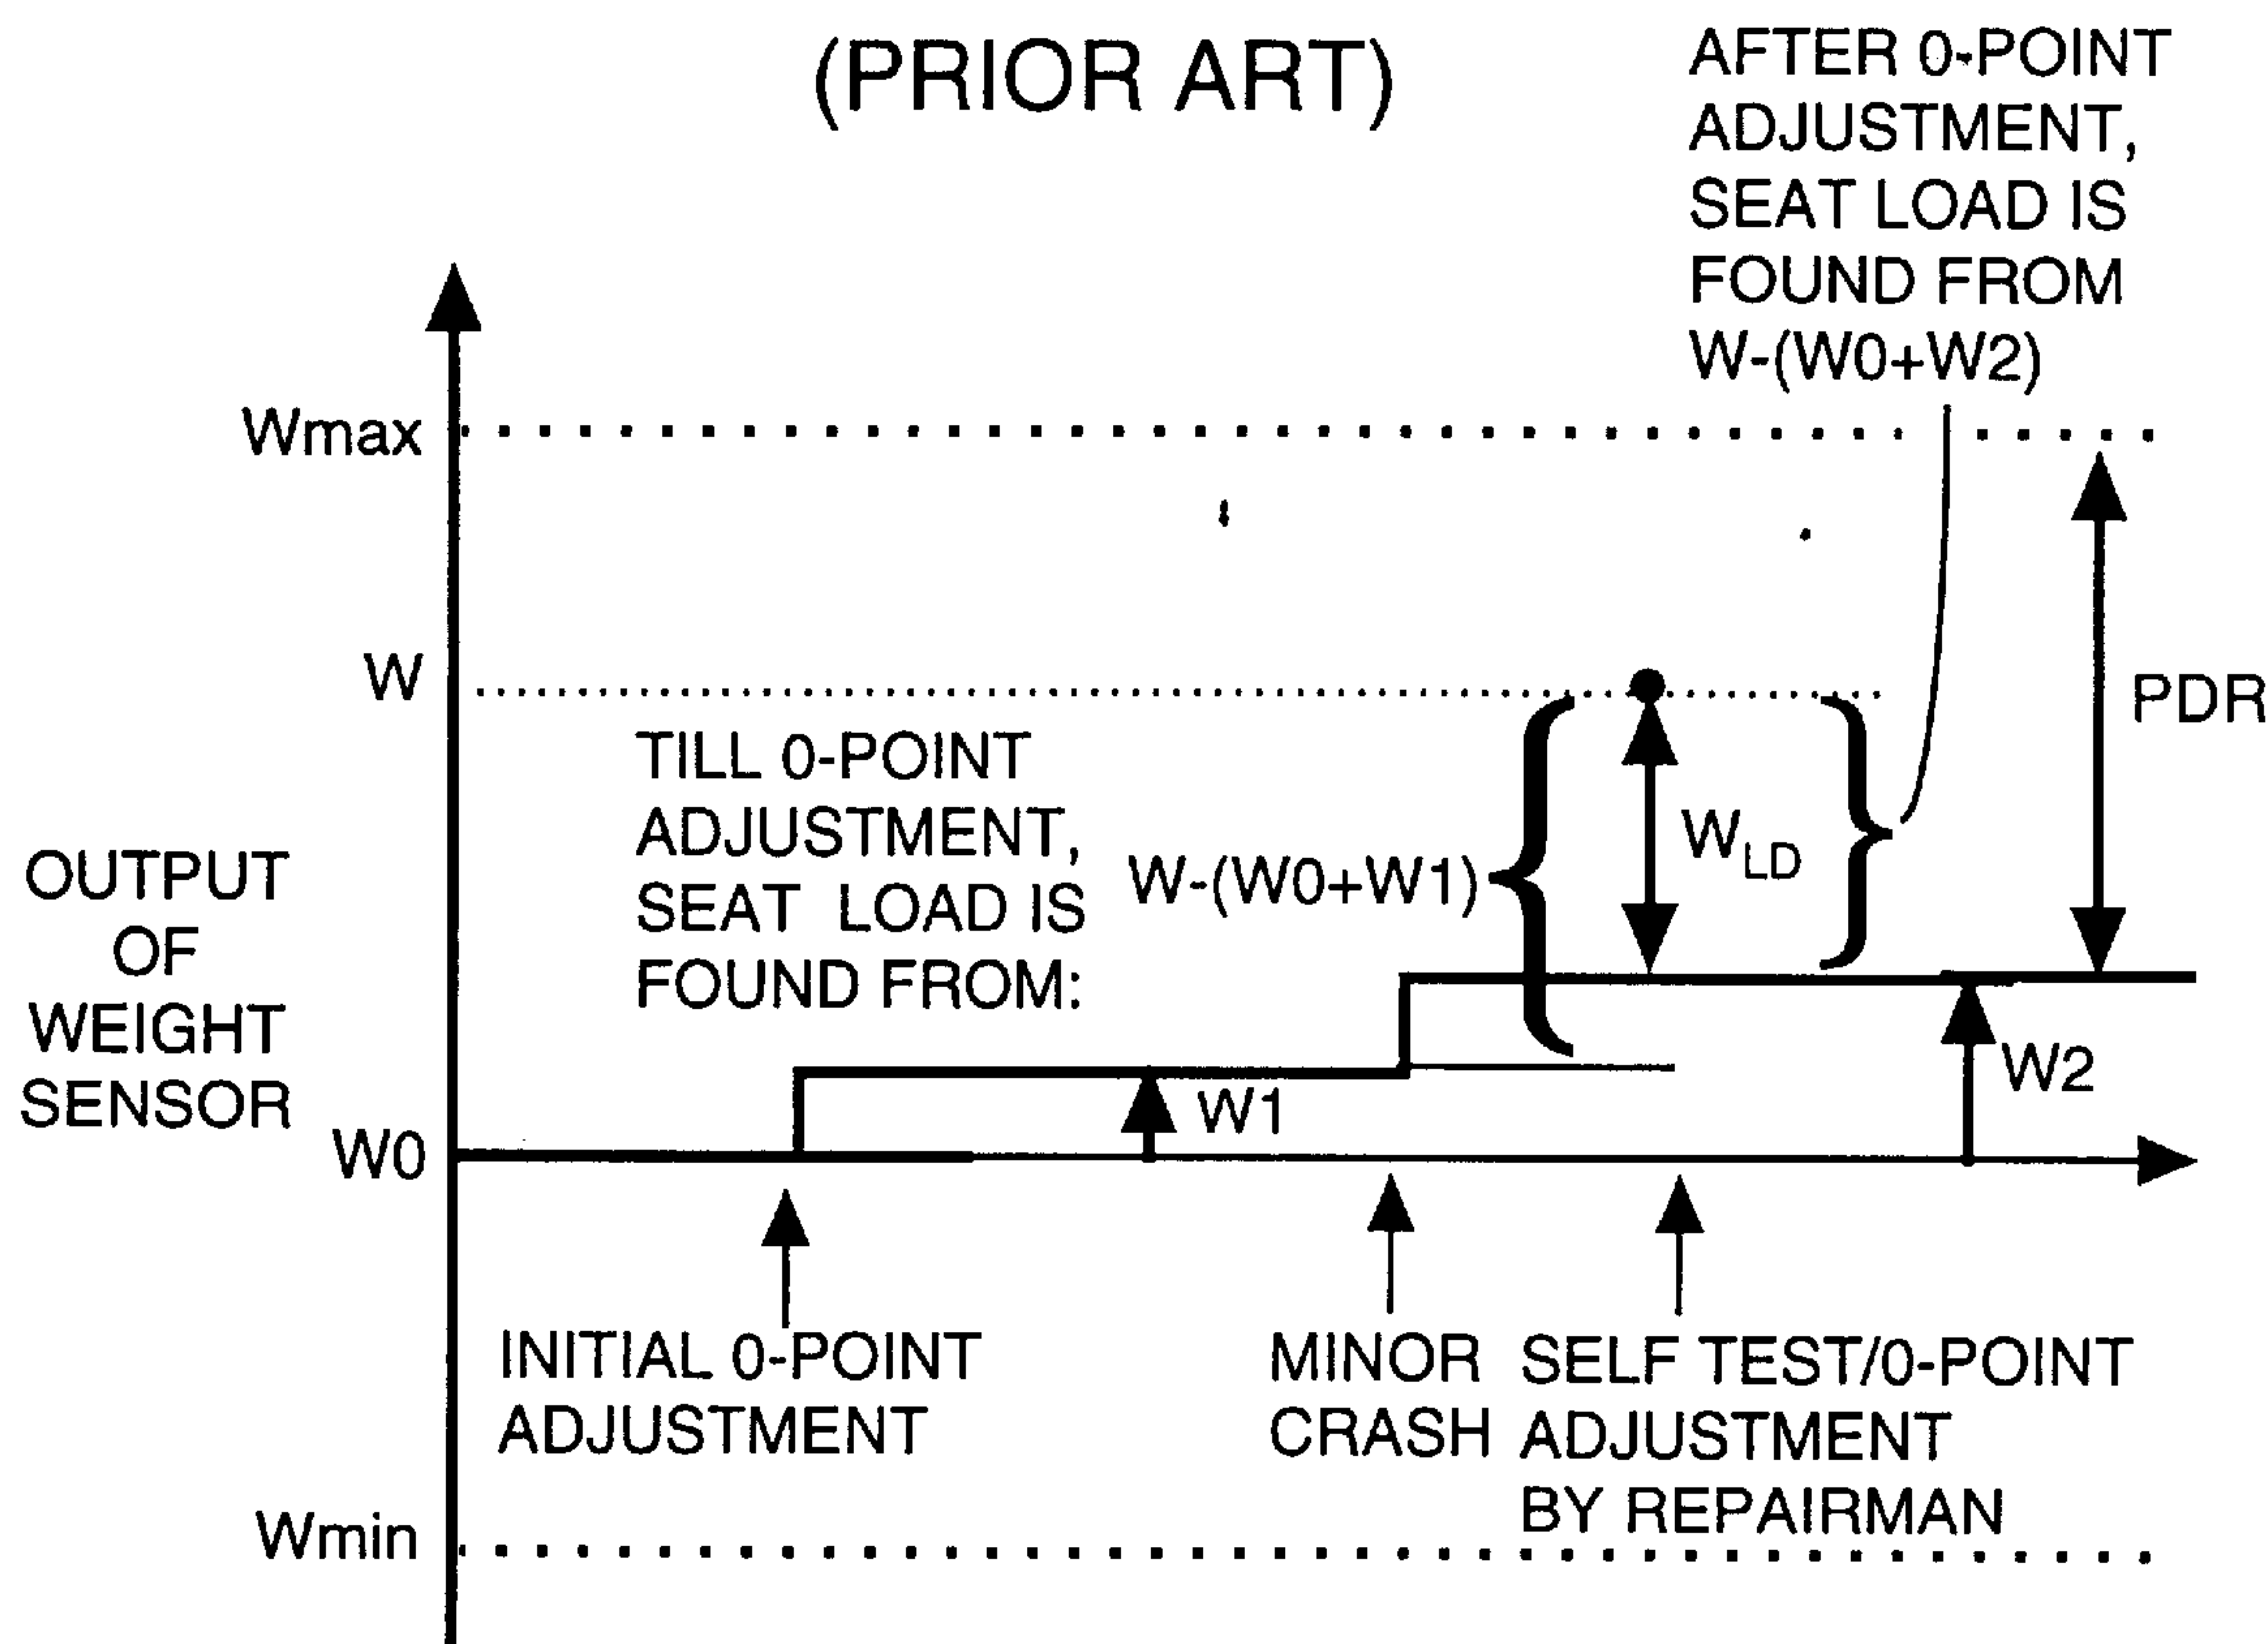 (PRIOR ART)
AFTER 0-POINT
ADJUSTMENT,
SEAT LOAD IS
FOUND FROM
W-(W0+W2)
Wmax
W
PDR
TILL 0-POINT
ADJUSTMENT,
SEAT LOAD IS
FOUND FROM:
W-(W0+W1)
WLD
OUTPUT
OF
WEIGHT
SENSOR
W1
W2
W0
INITIAL 0-POINT
ADJUSTMENT
MINOR
CRASH
SELF TEST/0-POINT
ADJUSTMENT
BY REPAIRMAN
Wmin